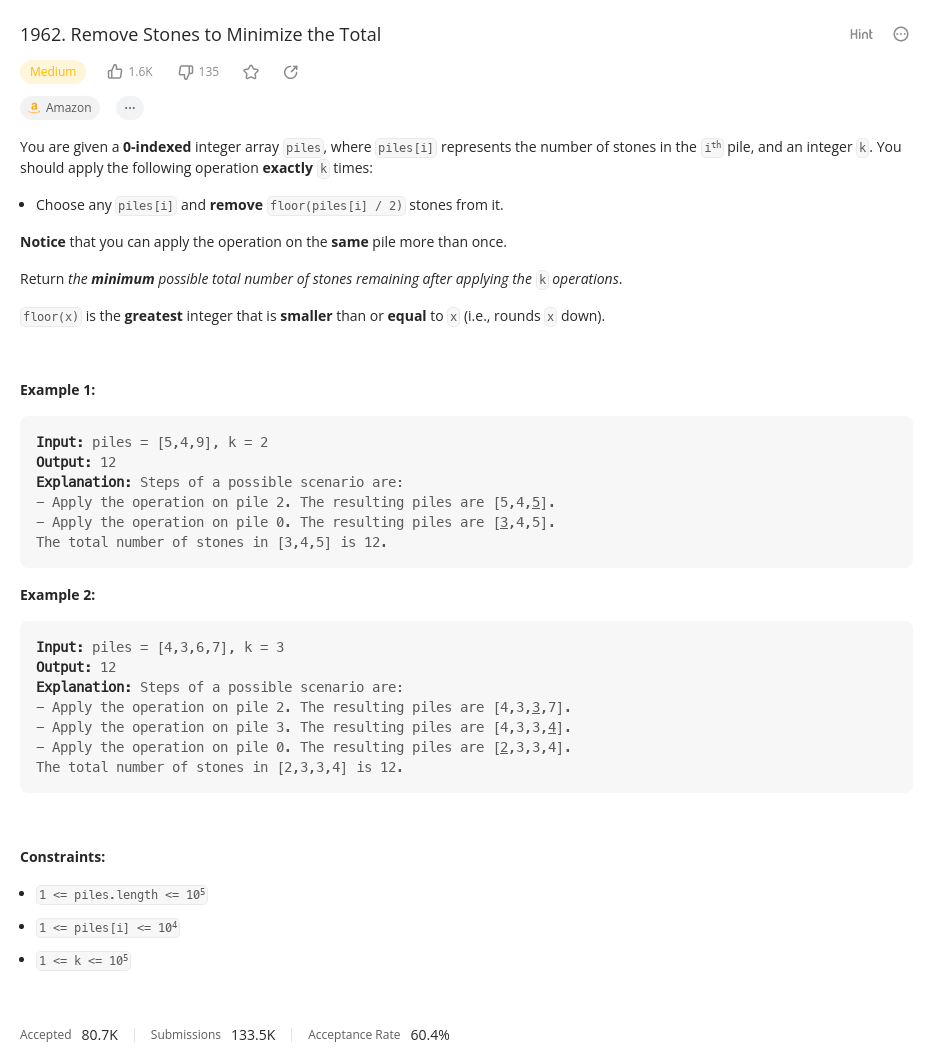 1962. Remove Stones to Minimize the Total
Hint
Medium 1.6K 135
a Amazon ...
You are given a 0-indexed integer array piles, where piles[i] represents the number of stones in the ith pile, and an integer k. You
should apply the following operation exactly k times:
• Choose any piles[i] and remove floor(piles[i] / 2) stones from it.
Notice that you can apply the operation on the same pile more than once.
Return the minimum possible total number of stones remaining after applying the k operations.
floor(x) is the greatest integer that is smaller than or equal to x (i.e., rounds x down).
Example 1:
Input: piles = [5,4,9], k = 2
Output: 12
Explanation: Steps of a possible scenario are:
- Apply the operation on pile 2. The resulting piles are [5,4,5].
- Apply the operation on pile 0. The resulting piles are [3,4,5].
The total number of stones in [3,4,5] is 12.
Example 2:
Input: piles = [4,3,6,7], k = 3
Output: 12
Explanation: Steps of a possible scenario are:
- Apply the operation on pile 2. The resulting piles are [4,3,3,7].
- Apply the operation on pile 3. The resulting piles are [4,3,3,4].
- Apply the operation on pile 0. The resulting piles are [2,3,3,4].
The total number of stones in [2,3,3,4] is 12.
Constraints:
• 1 <= piles.length <= 10⁵
• 1 <= piles[i] <= 10⁴
• 1 <= k <= 10⁵
Accepted 80.7K Submissions 133.5K Acceptance Rate 60.4%